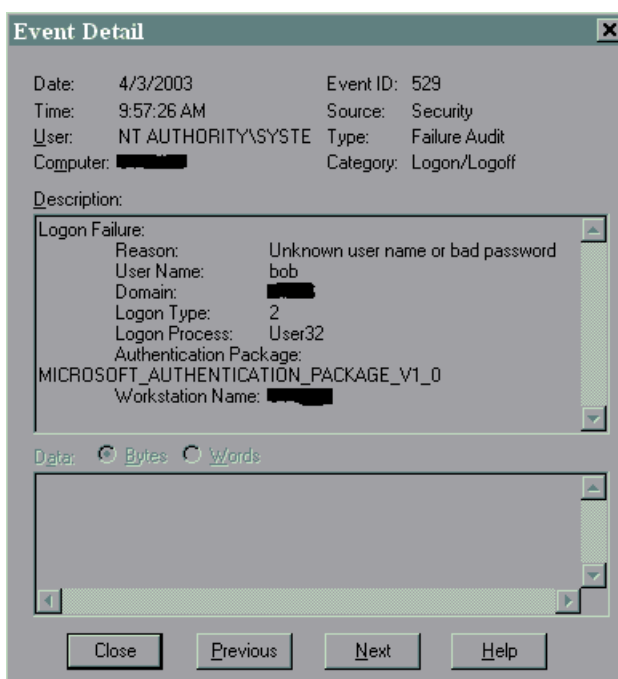 Event Detail
Date: 4/3/2003 Event ID: 529
Time: 9:57:26 AM Source: Security
User: NT AUTHORITY\SYSTE Type: Failure Audit
Computer: Category: Logon/Logoff
Description:
Logon Failure:
Reason: Unknown user name or bad password
User Name: bob
Domain:
Logon Type: 2
Logon Process: User32
Authentication Package:
MICROSOFT_AUTHENTICATION_PACKAGE_V1_0
Workstation Name:
Data: Bytes Words
Close Previous Next Help